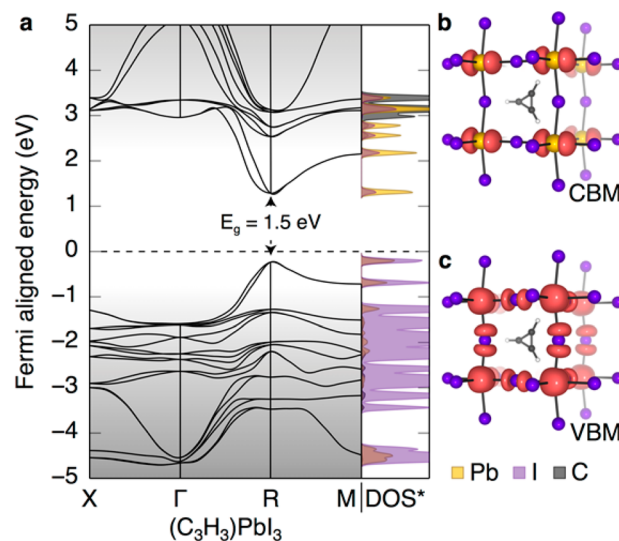 a
Fermi aligned energy (eV)
5
4
3
2
1
0
−1
−2
−3
−4
−5
E_g = 1.5 eV
X Γ R M DOS*
(C₃H₃)PbI₃
b
CBM
c
VBM
Pb I C